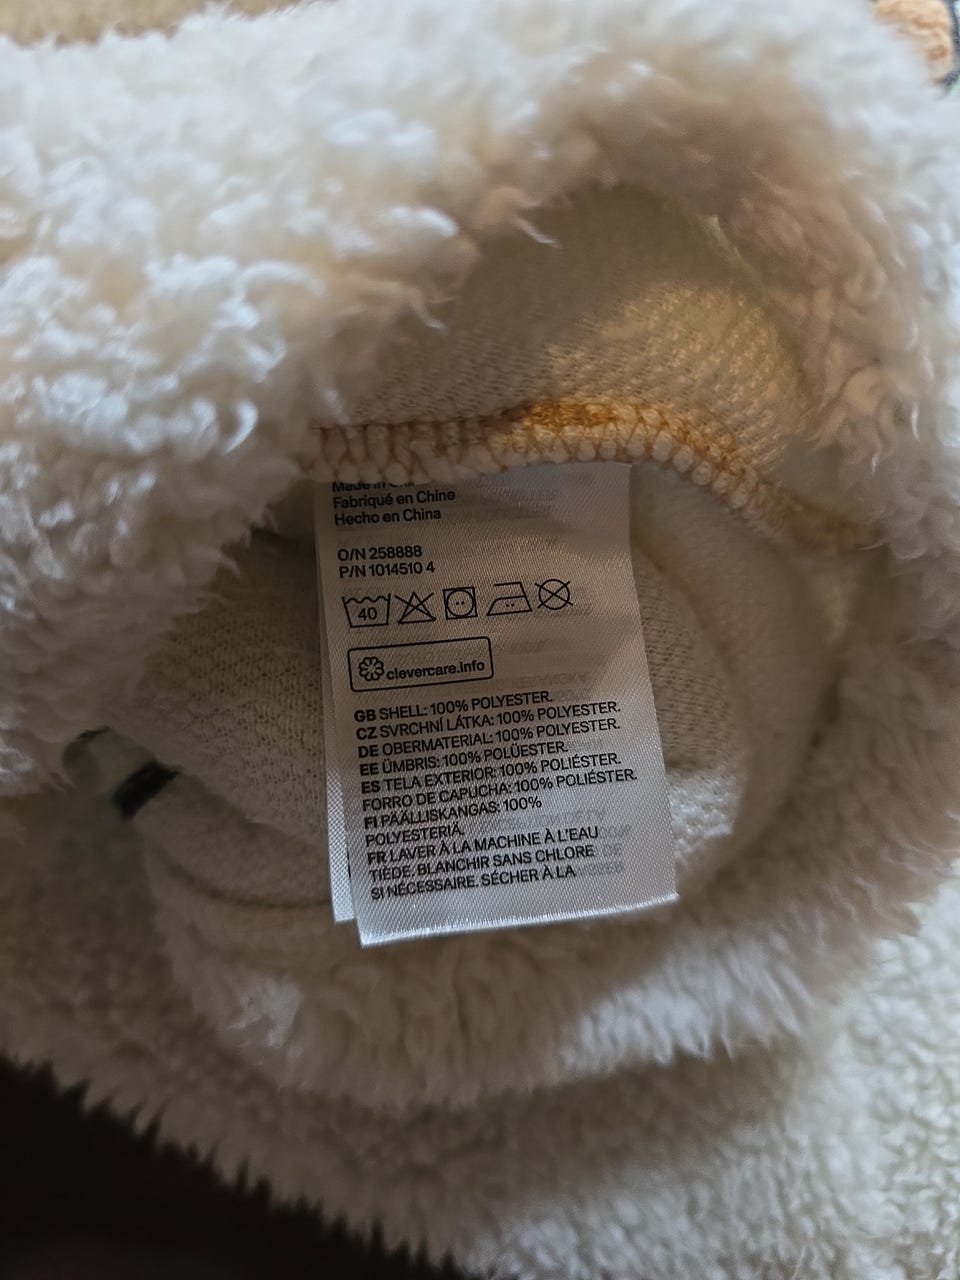 Made in
Fabriqué en Chine
Hecho en China
O/N 258888
P/N 1014510 4
40
clevercare.info
GB SHELL: 100% POLYESTER.
CZ SVRCHNÍ LÁTKA: 100% POLYESTER.
DE OBERMATERIAL: 100% POLYESTER.
EE ÜMBRIS: 100% POLÜESTER.
ES TELA EXTERIOR: 100% POLIÉSTER.
FORRO DE CAPUCHA: 100% POLIÉSTER.
FI PÄÄLLISKANGAS: 100%
POLYESTERIÄ.
FR LAVER À LA MACHINE À L'EAU
TIÈDE. BLANCHIR SANS CHLORE
SI NÉCESSAIRE. SÉCHER À LA